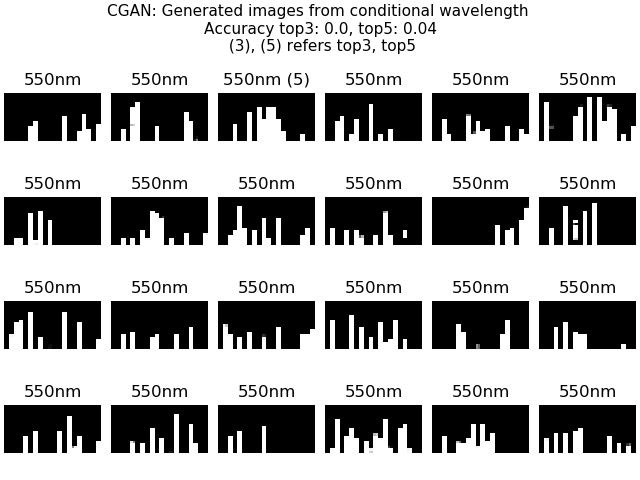 CGAN: Generated images from conditional wavelength
Accuracy top3: 0.0, top5: 0.04
(3), (5) refers top3, top5
550nm 550nm 550nm (5) 550nm 550nm 550nm
550nm 550nm 550nm 550nm 550nm 550nm
550nm 550nm 550nm 550nm 550nm 550nm
550nm 550nm 550nm 550nm 550nm 550nm